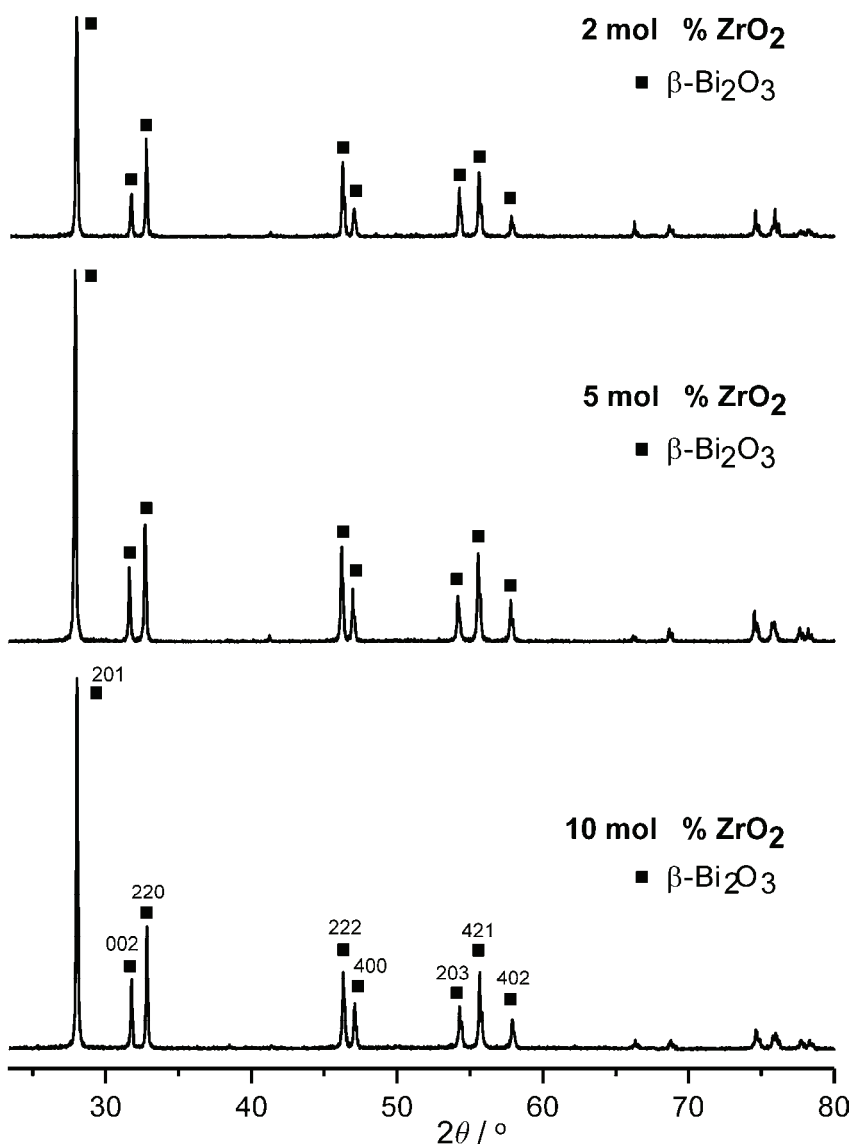 2 mol % ZrO2
■ β-Bi2O3
5 mol % ZrO2
■ β-Bi2O3
201
10 mol % ZrO2
■ β-Bi2O3
220
002
222
400
421
203
402
30 40 50 60 70 80
2θ / °